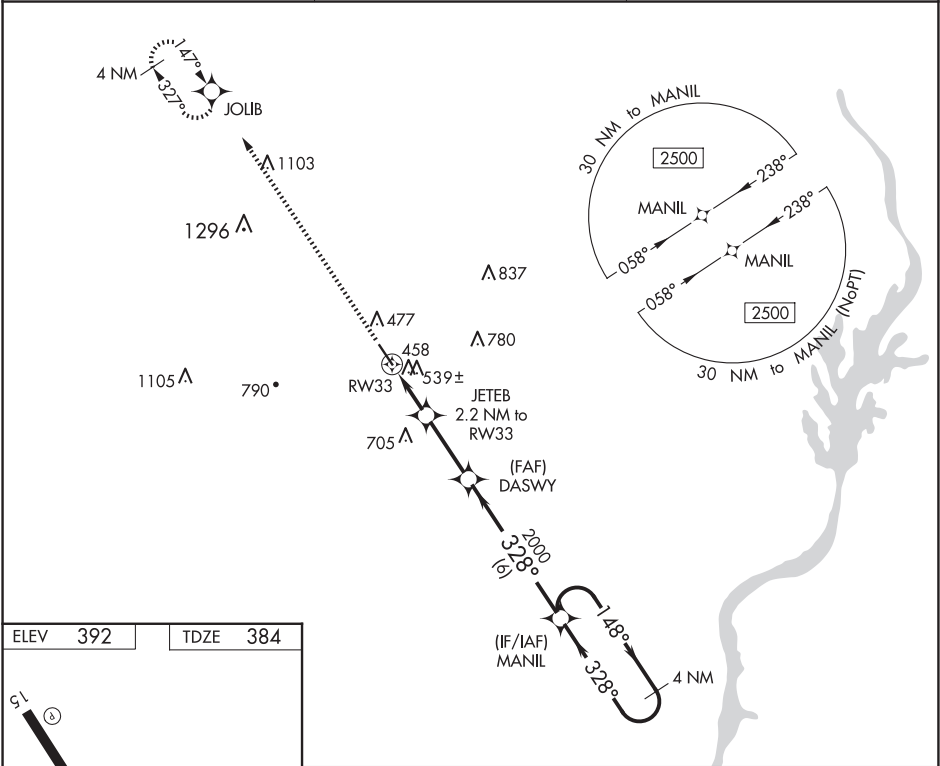 4 NM
147°
327°
JOLIB
1103
1296
30 NM to MANIL
2500
238°
MANIL
058°
238°
MANIL
058°
2500
30 NM to MANIL (NoPT)
837
477
780
458
1105
790
RW33
539±
JETEB
2.2 NM to
RW33
705
(FAF)
DASWY
2000
328°
(6)
(IF/IAF)
MANIL
148°
328°
4 NM
ELEV 392
TDZE 384
15
P